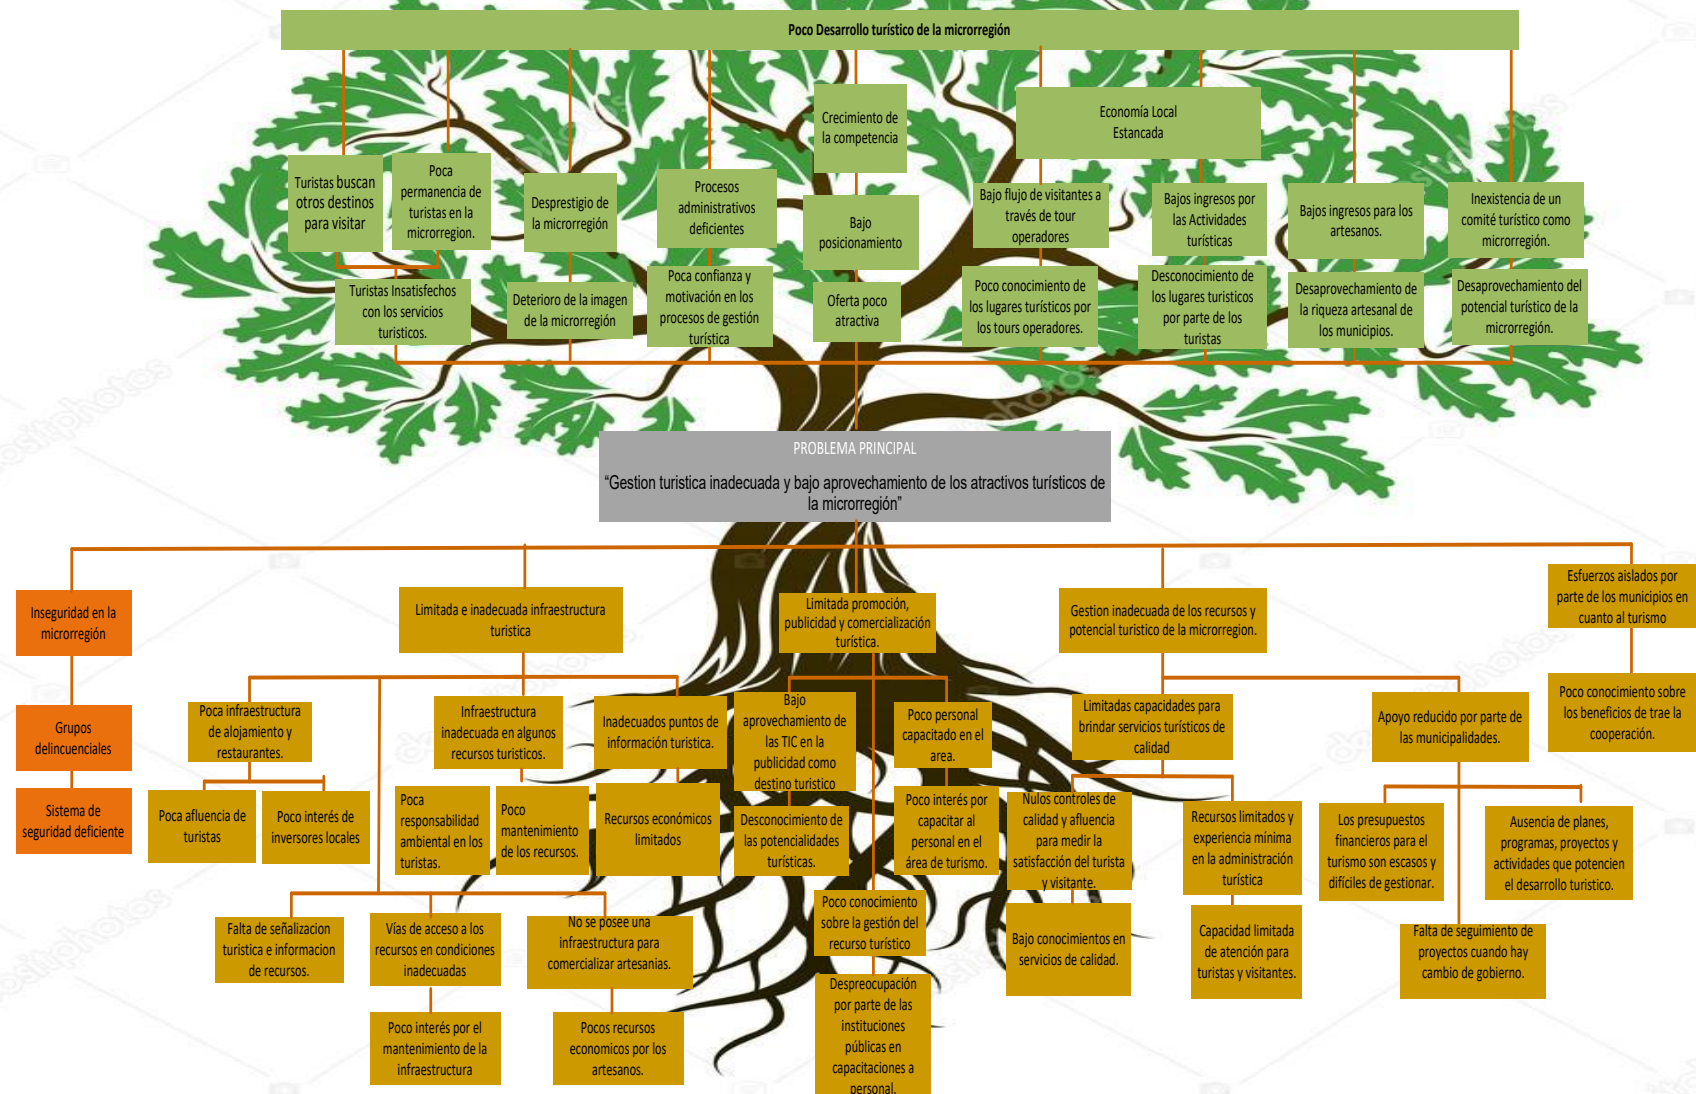 Poco Desarrollo turístico de la microrregión
Crecimiento de
la competencia
Economía Local
Estancada
Turistas buscan
otros destinos
para visitar
Poca
permanencia de
turistas en la
microrregion.
Desprestigio de
la microrregión
Procesos
administrativos
deficientes
Bajo
posicionamiento
Bajo flujo de visitantes a
través de tour
operadores
Bajos ingresos por
las Actividades
turísticas
Bajos ingresos para los
artesanos.
Inexistencia de un
comité turístico como
microrregión.
Turistas Insatisfechos
con los servicios
turisticos.
Deterioro de la imagen
de la microrregión
Poca confianza y
motivación en los
procesos de gestión
turística
Oferta poco
atractiva
Poco conocimiento de
los lugares turísticos por
los tours operadores.
Desconocimiento de
los lugares turisticos
por parte de los
turistas
Desaprovechamiento de
la riqueza artesanal de
los municipios.
Desaprovechamiento del
potencial turístico de la
microrregión.
PROBLEMA PRINCIPAL
“Gestion turistica inadecuada y bajo aprovechamiento de los atractivos turísticos de
la microrregión”
Inseguridad en la
microrregión
Limitada e inadecuada infraestructura
turistica
Limitada promoción,
publicidad y comercialización
turística.
Gestion inadecuada de los recursos y
potencial turistico de la microrregion.
Esfuerzos aislados por
parte de los municipios en
cuanto al turismo
Grupos
delincuenciales
Poca infraestructura
de alojamiento y
restaurantes.
Infraestructura
inadecuada en algunos
recursos turisticos.
Inadecuados puntos de
información turistica.
Bajo
aprovechamiento de
las TIC en la
publicidad como
destino turistico
Poco personal
capacitado en el
area.
Limitadas capacidades para
brindar servicios turísticos de
calidad
Apoyo reducido por parte de
las municipalidades.
Poco conocimiento sobre
los beneficios de trae la
cooperación.
Sistema de
seguridad deficiente
Poca afluencia de
turistas
Poco interés de
inversores locales
Poca
responsabilidad
ambiental en los
turistas.
Poco
mantenimiento
de los recursos.
Recursos económicos
limitados
Desconocimiento de
las potencialidades
turísticas.
Poco interés por
capacitar al
personal en el
área de turismo.
Nulos controles de
calidad y afluencia
para medir la
satisfacción del turista
y visitante.
Recursos limitados y
experiencia mínima
en la administración
turística
Los presupuestos
financieros para el
turismo son escasos y
difíciles de gestionar.
Ausencia de planes,
programas, proyectos y
actividades que potencien
el desarrollo turistico.
Falta de señalizacion
turistica e informacion
de recursos.
Vías de acceso a los
recursos en condiciones
inadecuadas
No se posee una
infraestructura para
comercializar artesanias.
Poco conocimiento
sobre la gestión del
recurso turístico
Bajo conocimientos en
servicios de calidad.
Capacidad limitada
de atención para
turistas y visitantes.
Falta de seguimiento de
proyectos cuando hay
cambio de gobierno.
Poco interés por el
mantenimiento de la
infraestructura
Pocos recursos
economicos por los
artesanos.
Despreocupación
por parte de las
instituciones
públicas en
capacitaciones a
personal.